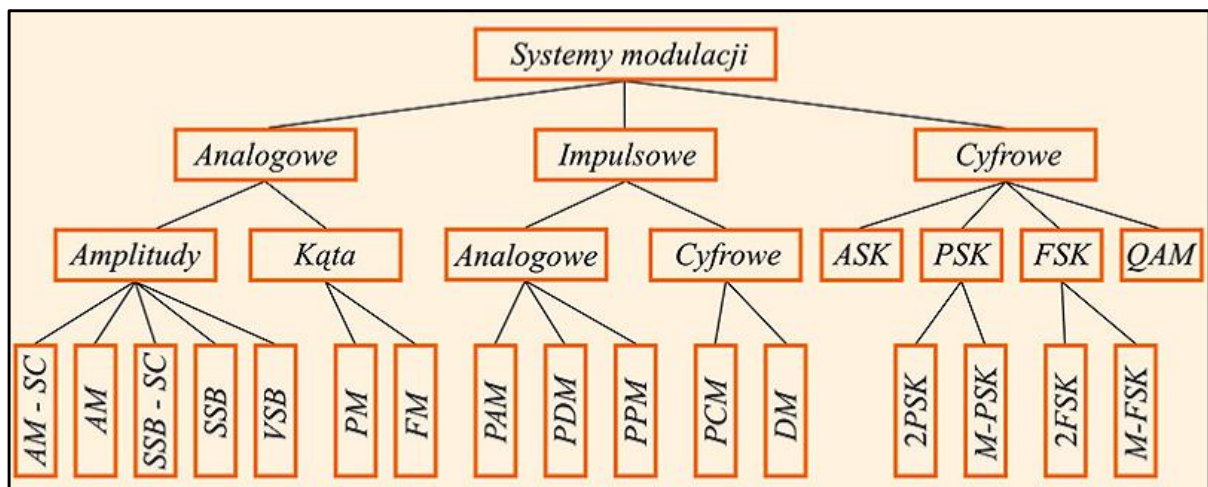 Systemy modulacji
Analogowe
Impulsowe
Cyfrowe
Amplitudy
Kąta
Analogowe
Cyfrowe
ASK
PSK
FSK
QAM
AM - SC
AM
SSB - SC
SSB
VSB
PM
FM
PAM
PDM
PPM
PCM
DM
2PSK
M-PSK
2FSK
M-FSK